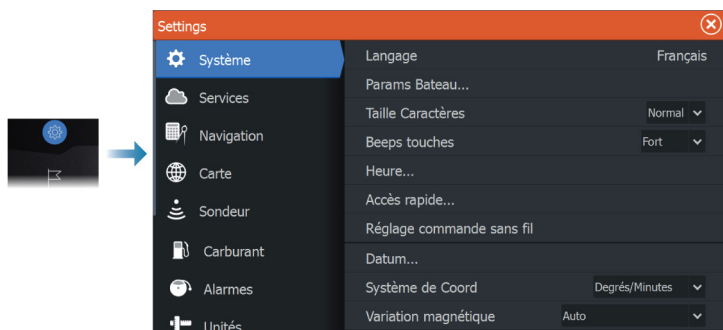 Settings
Système
Services
Navigation
Carte
Sondeur
Carburant
Alarmes
Unités
Langage Français
Params Bateau...
Taille Caractères Normal
Beeps touches Fort
Heure...
Accès rapide...
Réglage commande sans fil
Datum...
Système de Coord Degrés/Minutes
Variation magnétique Auto